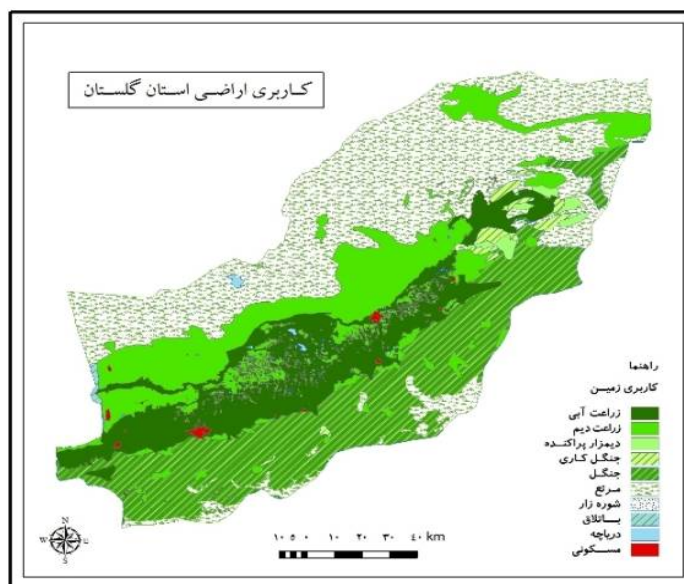 کاربری اراضی استان گلستان
راهنما
کاربری زمین
زراعت آبی
زراعت دیم
دیمزار پراکنده
جنگل کاری
جنگل
مرتع
شوره زار
باتلاق
دریاچه
مسکونی
N
W
S
۱۰ ۵ ۰ ۱۰ ۲۰ ۳۰ ۴۰ km